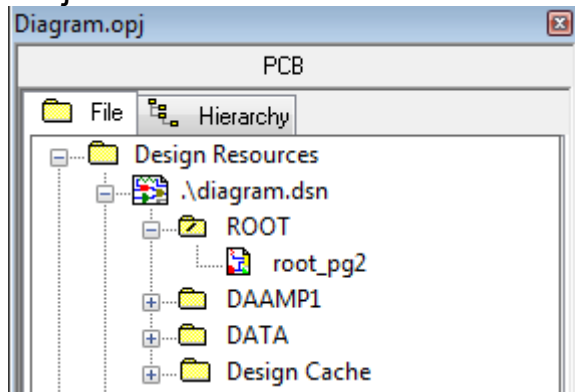 Diagram.opj
PCB
File Hierarchy
Design Resources
.\diagram.dsn
ROOT
root_pg2
DAAMP1
DATA
Design Cache